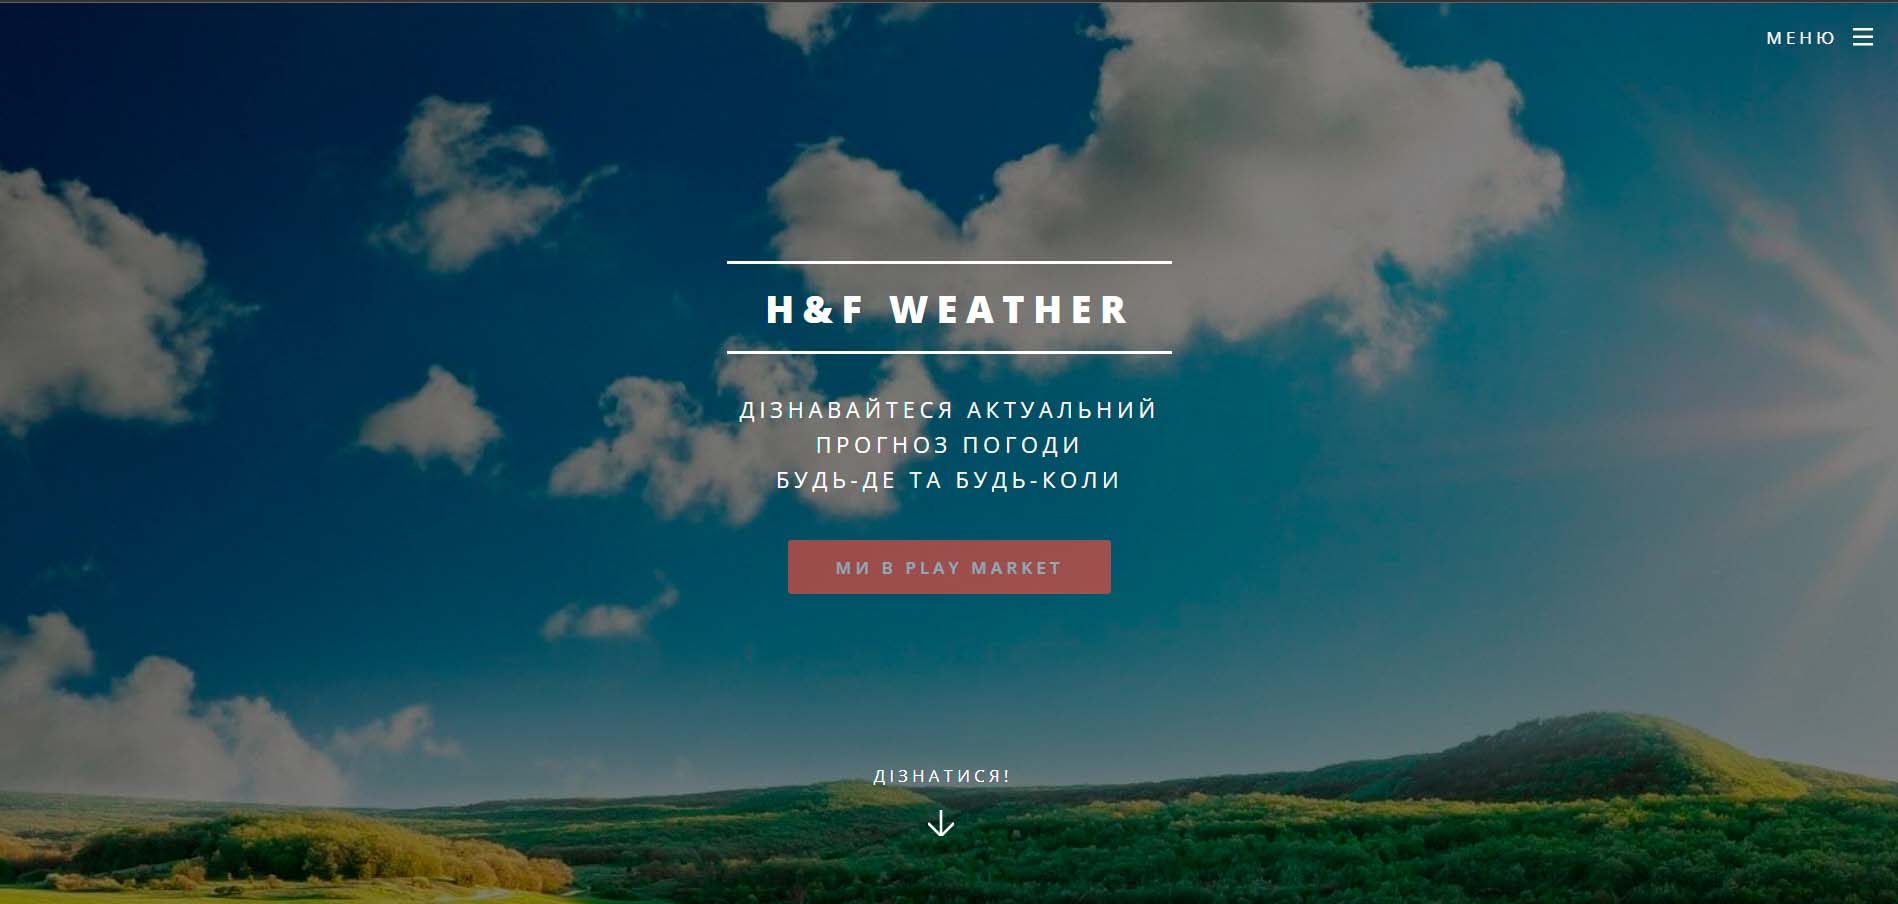 МЕНЮ
H&F WEATHER
ДІЗНАВАЙТЕСЯ АКТУАЛЬНИЙ
ПРОГНОЗ ПОГОДИ
БУДЬ-ДЕ ТА БУДЬ-КОЛИ
МИ В PLAY MARKET
ДІЗНАТИСЯ!